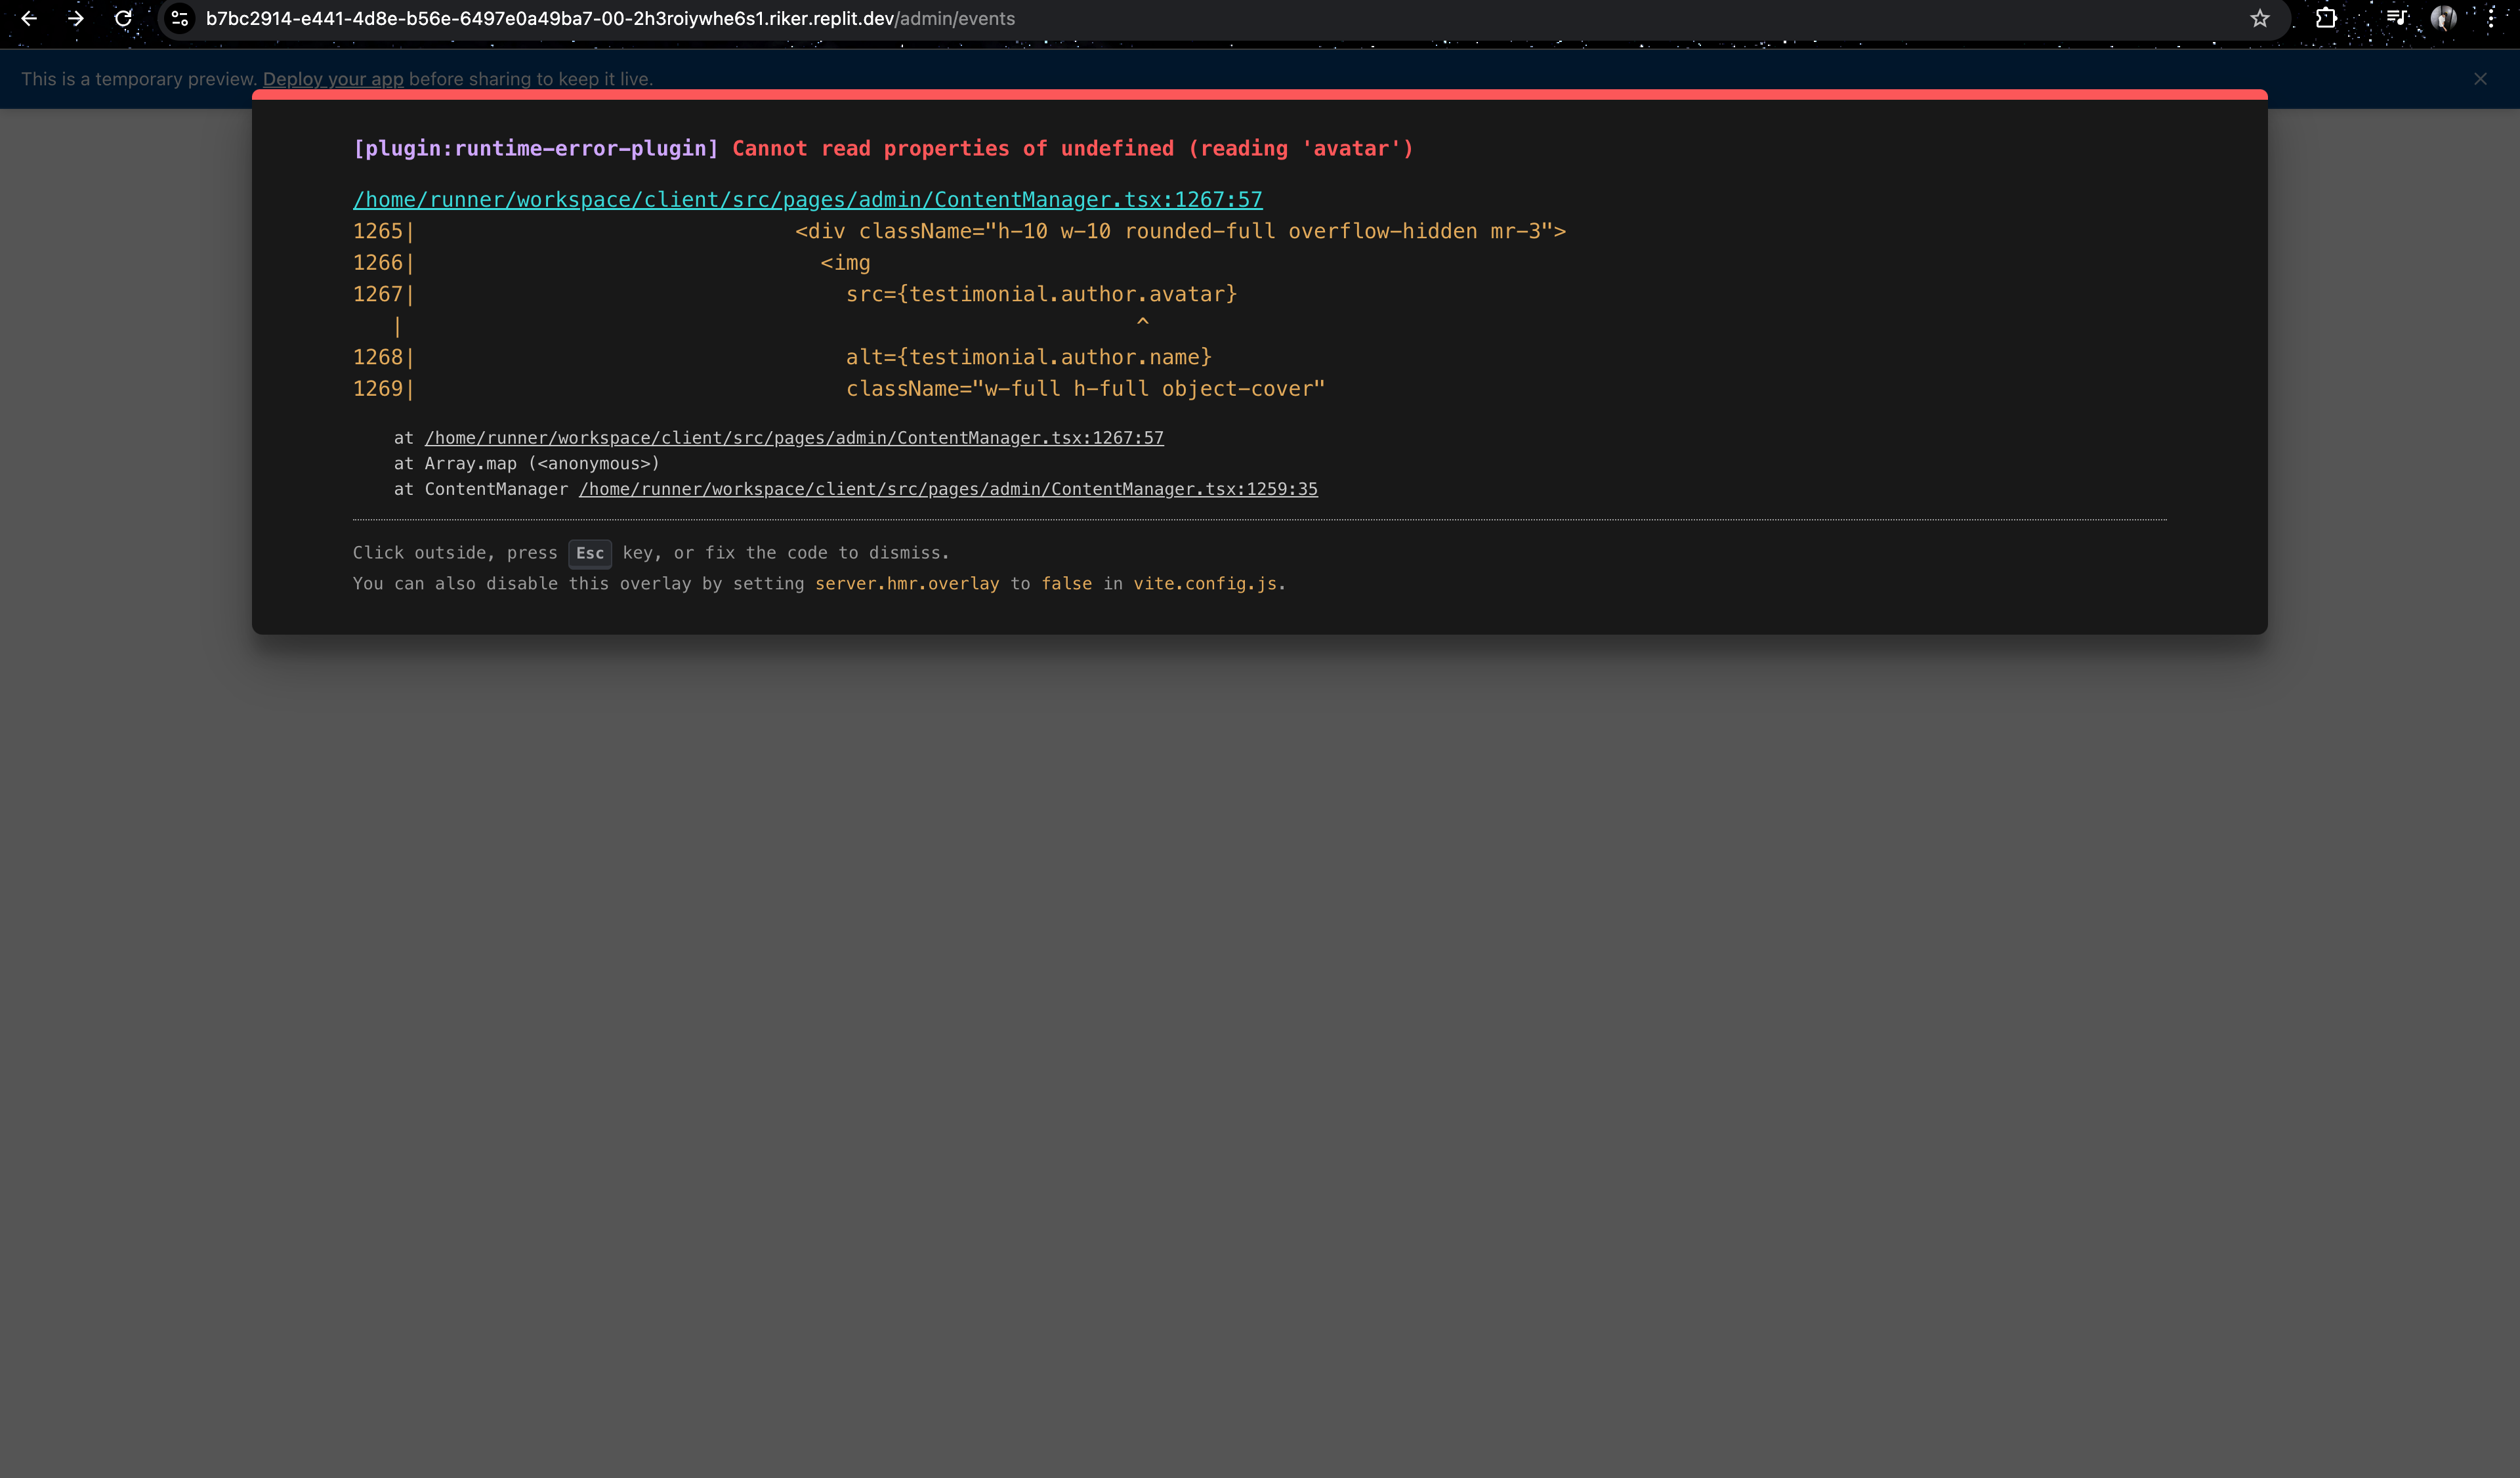 b7bc2914-e441-4d8e-b56e-6497e0a49ba7-00-2h3roiywhe6s1.riker.replit.dev/admin/events
This is a temporary preview. Deploy your app before sharing to keep it live.
[plugin:runtime-error-plugin] Cannot read properties of undefined (reading 'avatar')
/home/runner/workspace/client/src/pages/admin/ContentManager.tsx:1267:57
1265|                              <div className="h-10 w-10 rounded-full overflow-hidden mr-3">
1266|                                <img
1267|                                  src={testimonial.author.avatar}
   |                                                         ^
1268|                                  alt={testimonial.author.name}
1269|                                  className="w-full h-full object-cover"
at /home/runner/workspace/client/src/pages/admin/ContentManager.tsx:1267:57
at Array.map (<anonymous>)
at ContentManager /home/runner/workspace/client/src/pages/admin/ContentManager.tsx:1259:35
Click outside, press Esc key, or fix the code to dismiss.
You can also disable this overlay by setting server.hmr.overlay to false in vite.config.js.